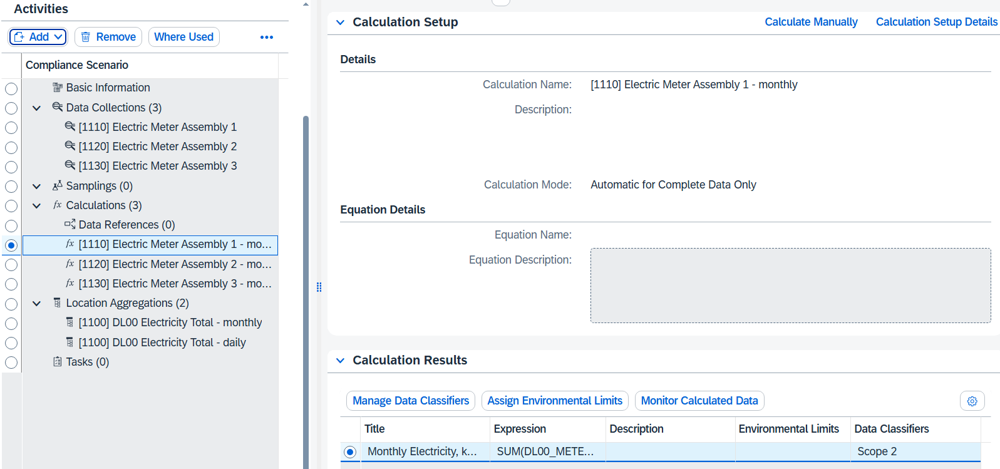 Activities
Add
Remove
Where Used
Compliance Scenario
Basic Information
Data Collections (3)
[1110] Electric Meter Assembly 1
[1120] Electric Meter Assembly 2
[1130] Electric Meter Assembly 3
Samplings (0)
fx Calculations (3)
Data References (0)
fx [1110] Electric Meter Assembly 1 - mo...
fx [1120] Electric Meter Assembly 2 - mo...
fx [1130] Electric Meter Assembly 3 - mo...
Location Aggregations (2)
[1100] DL00 Electricity Total - monthly
[1100] DL00 Electricity Total - daily
Tasks (0)
Calculation Setup
Calculate Manually
Calculation Setup Details
Details
Calculation Name: [1110] Electric Meter Assembly 1 - monthly
Description:
Calculation Mode: Automatic for Complete Data Only
Equation Details
Equation Name:
Equation Description:
Calculation Results
Manage Data Classifiers
Assign Environmental Limits
Monitor Calculated Data
Title Expression Description Environmental Limits Data Classifiers
Monthly Electricity, k... SUM(DL00_METE... Scope 2